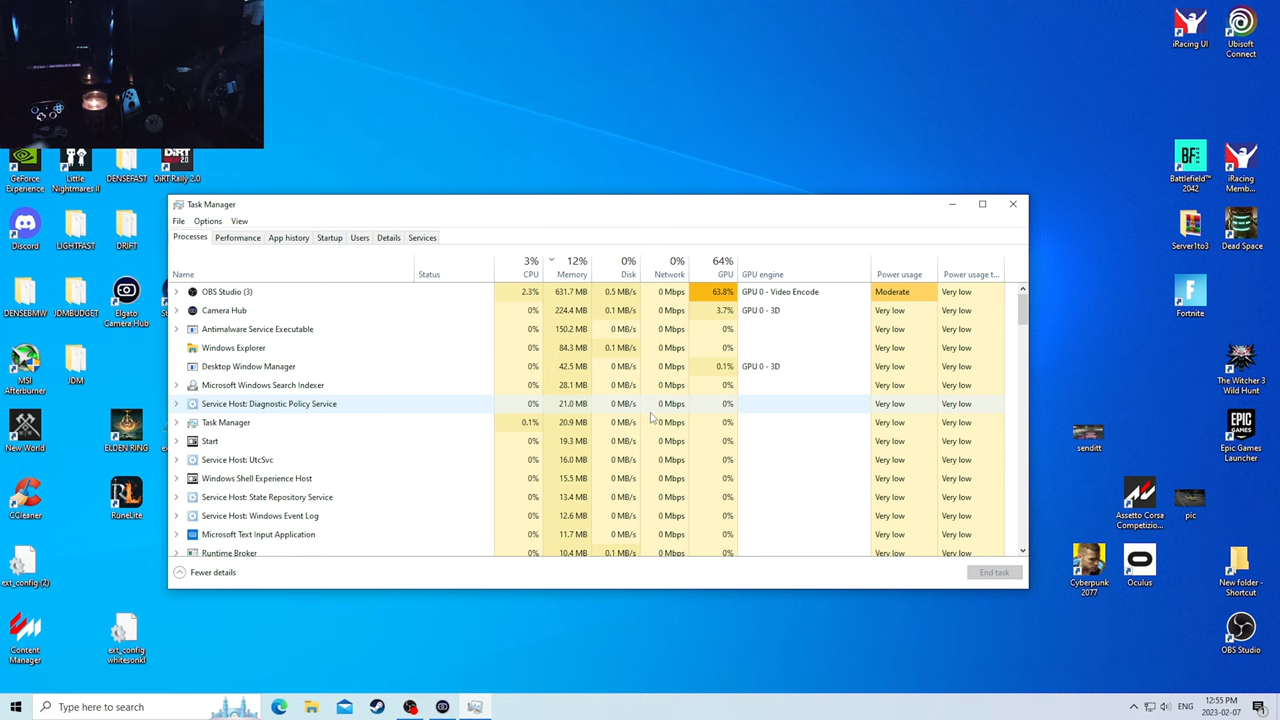 iRacing UI
Ubisoft
Connect
GeForce
Experience
Little
Nightmares II
DENSEFAST
DiRT Rally 2.0
Battlefield™
2042
iRacing
Memb...
Discord
LIGHTFAST
DRIFT
Server1to3
Dead Space
DENSEBMW
JDMBUDGET
Elgato
Camera Hub
Fortnite
MSI
Afterburner
JDM
The Witcher 3
Wild Hunt
New World
ELDEN RING
senditt
Epic Games
Launcher
CCleaner
RuneLite
Assetto Corsa
Competizio...
pic
ext_config (2)
Cyberpunk
2077
Oculus
New folder -
Shortcut
Content
Manager
ext_config
whitesonkl
OBS Studio
Task Manager
File Options View
Processes Performance App history Startup Users Details Services
3% 12% 0% 0% 64%
Name Status CPU Memory Disk Network GPU GPU engine Power usage Power usage t...
OBS Studio (3) 2.3% 631.7 MB 0.5 MB/s 0 Mbps 63.8% GPU 0 - Video Encode Moderate Very low
Camera Hub 0% 224.4 MB 0.1 MB/s 0 Mbps 3.7% GPU 0 - 3D Very low Very low
Antimalware Service Executable 0% 150.2 MB 0 MB/s 0 Mbps 0% Very low Very low
Windows Explorer 0% 84.3 MB 0.1 MB/s 0 Mbps 0% Very low Very low
Desktop Window Manager 0% 42.5 MB 0 MB/s 0 Mbps 0.1% GPU 0 - 3D Very low Very low
Microsoft Windows Search Indexer 0% 28.1 MB 0 MB/s 0 Mbps 0% Very low Very low
Service Host: Diagnostic Policy Service 0% 21.0 MB 0 MB/s 0 Mbps 0% Very low Very low
Task Manager 0.1% 20.9 MB 0 MB/s 0 Mbps 0% Very low Very low
Start 0% 19.3 MB 0 MB/s 0 Mbps 0% Very low Very low
Service Host: UtcSvc 0% 16.0 MB 0 MB/s 0 Mbps 0% Very low Very low
Windows Shell Experience Host 0% 15.5 MB 0 MB/s 0 Mbps 0% Very low Very low
Service Host: State Repository Service 0% 13.4 MB 0 MB/s 0 Mbps 0% Very low Very low
Service Host: Windows Event Log 0% 12.6 MB 0 MB/s 0 Mbps 0% Very low Very low
Microsoft Text Input Application 0% 11.7 MB 0 MB/s 0 Mbps 0% Very low Very low
Runtime Broker 0% 10.4 MB 0.1 MB/s 0 Mbps 0% Very low Very low
Fewer details End task
Type here to search
ENG
12:55 PM
2023-02-07